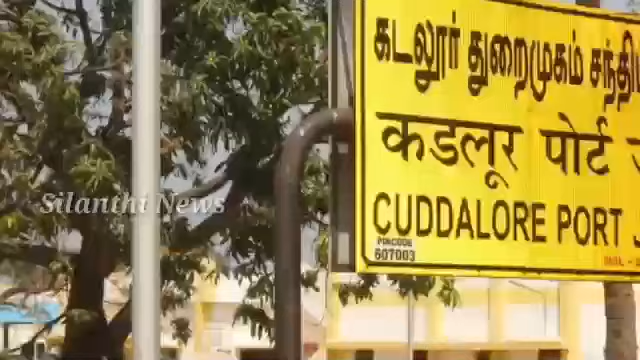 கடலூர் துறைமுகம்
कडलूर पोर्ट
CUDDALORE PORT
PINCODE
607003
Silanthi News